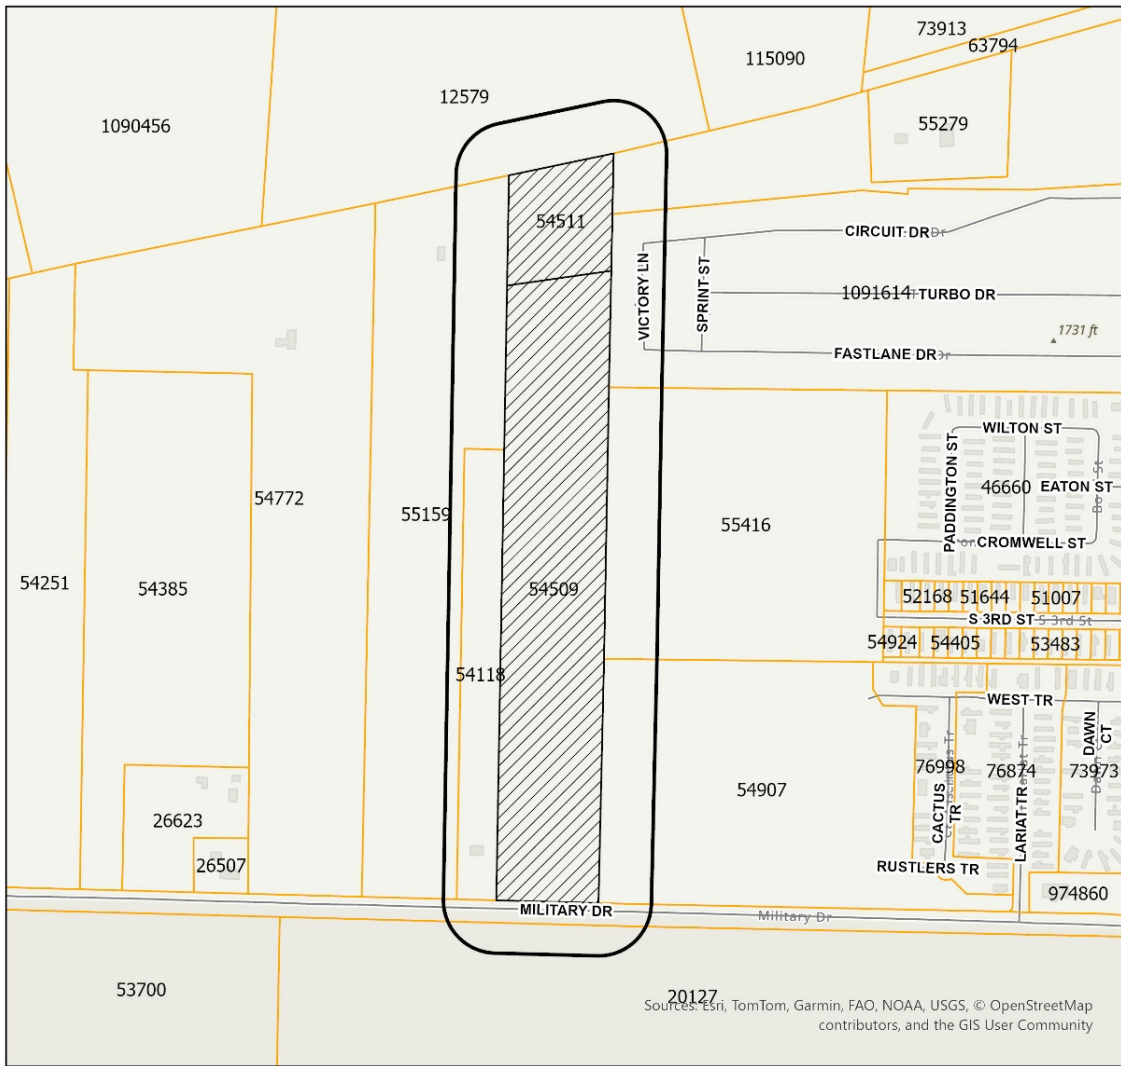 73913
63794
115090
12579
1090456
55279
54511
CIRCUIT DR
VICTORY LN
SPRINT ST
1091614
TURBO DR
1731 ft
FASTLANE DR
WILTON ST
PADDINGTON ST
46660
EATON ST
54772
55159
55416
CROMWELL ST
54251
54385
54509
52168
51644
51007
S 3RD ST
S 3rd St
54924
54405
53483
54118
WEST TR
DAWN
CT
76998
76874
73973
54907
CACTUS
TR
LARIAT TR
26623
26507
RUSTLERS TR
974860
MILITARY DR
Military Dr
53700
20127
Sources: Esri, TomTom, Garmin, FAO, NOAA, USGS, © OpenStreetMap
contributors, and the GIS User Community